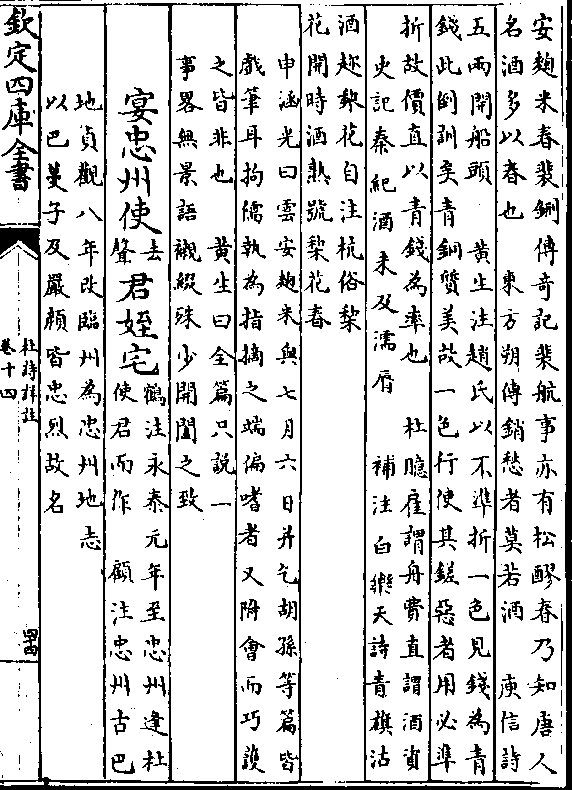 安麴米春裴鉶傳奇記裴航事亦有松醪春乃知唐人
名酒多以春也　東方朔傳銷愁者莫若酒　庾信詩
五兩開船頭　黄生注趙氏以不準折一色見錢為青
錢此倒訓矣青銅質美故一色行使其鎈惡者用必準
折故價直以青錢為率也　杜臆雇謂舟費直謂酒資
史記秦紀酒未及濡脣　補注白樂天詩青旗沽
酒趂梨花自注杭俗梨
花開時酒熟號梨花春
申涵光曰雲安麴米與七月六日并乞胡孫等篇皆
戲筆耳拘儒執為指摘之端偏嗜者又附會而巧護
之皆非也　黄生曰全篇只説一
事畧無景語襯綴殊少開闔之致
宴忠州使去聲君姪宅
鶴注永泰元年至忠州逢杜
使君而作　顧注忠州古巴
地貞觀八年改臨州為忠州地志
以巴蔓子及嚴顔皆忠烈故名
欽定四庫全書
杜詩詳註
卷十四
四十四